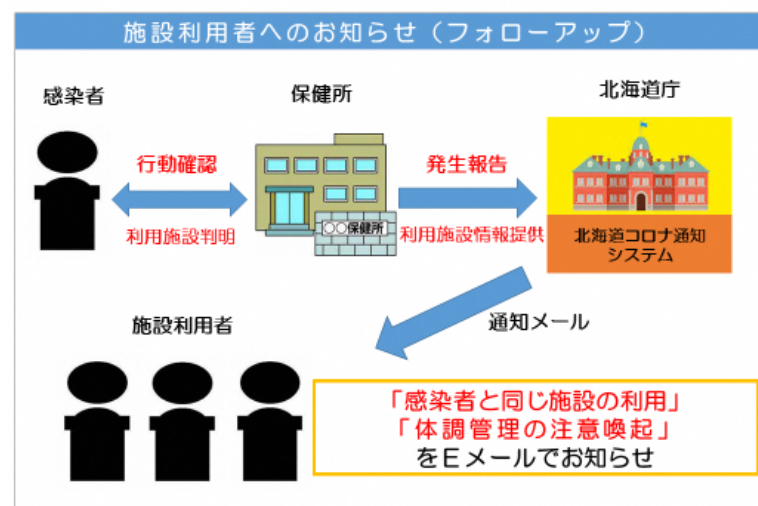 施設利用者へのお知らせ（フォローアップ）
感染者
保健所
北海道庁
行動確認
発生報告
利用施設判明
○○保健所
利用施設情報提供
北海道コロナ通知
システム
施設利用者
通知メール
「感染者と同じ施設の利用」
「体調管理の注意喚起」
をEメールでお知らせ